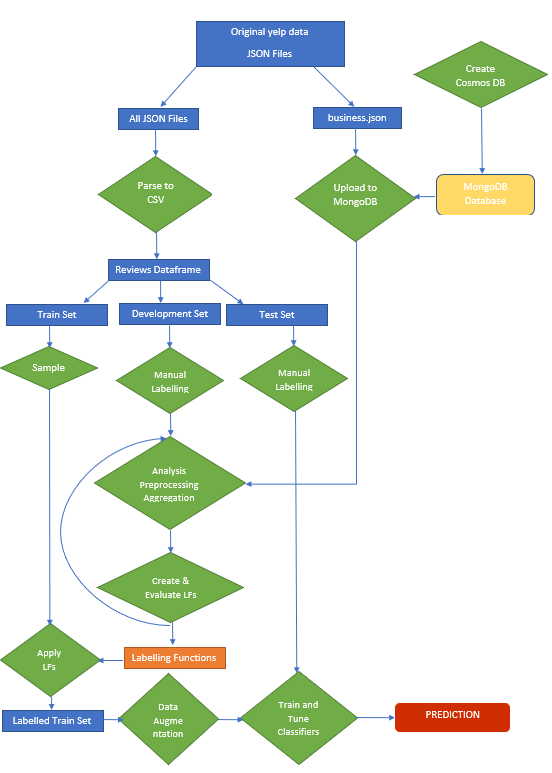 Original yelp data
JSON Files
Create
Cosmos DB
All JSON Files
business.json
Parse to
CSV
Upload to
MongoDB
MongoDB
Database
Reviews Dataframe
Train Set
Development Set
Test Set
Sample
Manual
Labelling
Manual
Labelling
Analysis
Preprocessing
Aggregation
Create &
Evaluate LFs
Apply
LFs
Labelling Functions
Labelled Train Set
Data
Augme
ntation
Train and
Tune
Classifiers
PREDICTION